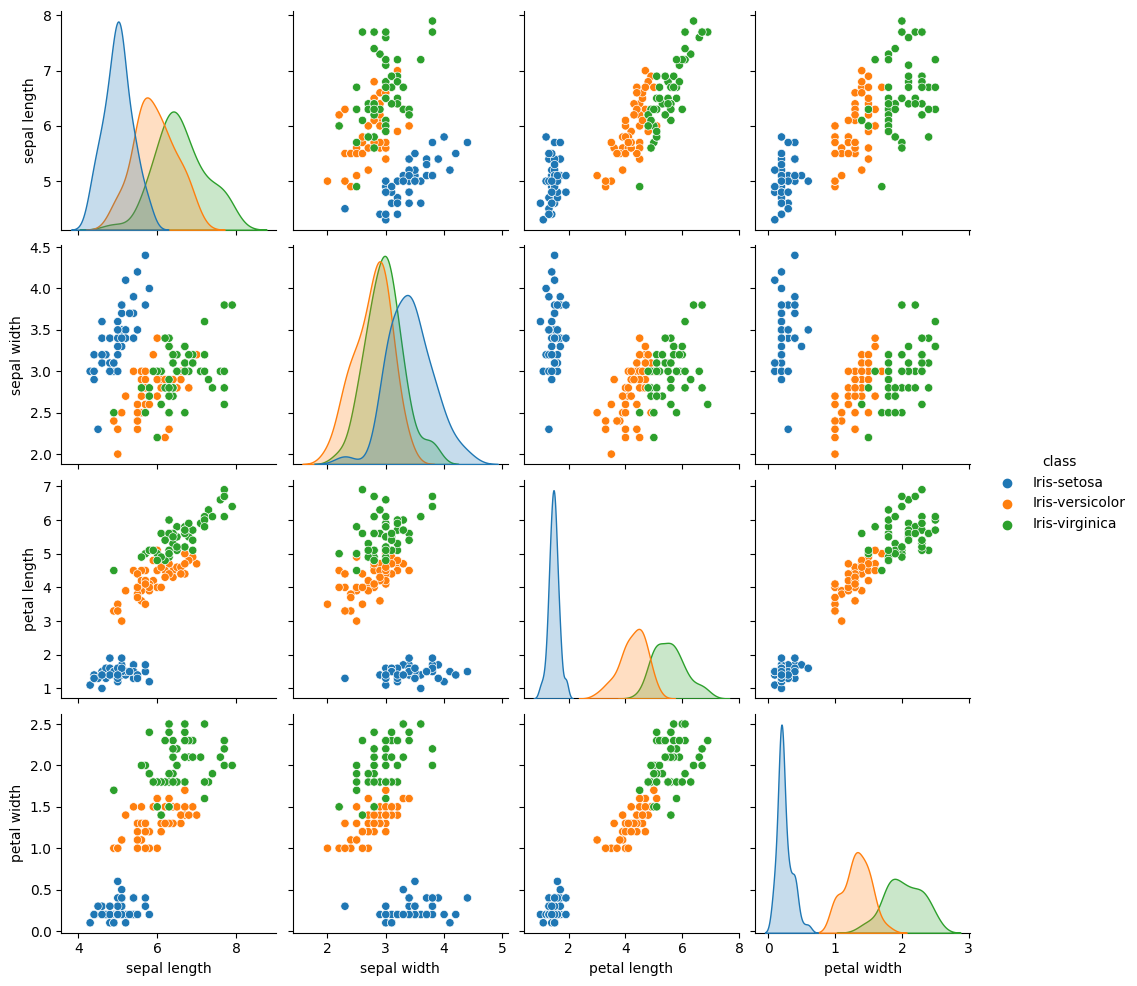 8
7
6
5
sepal length
4.5
4.0
3.5
3.0
2.5
2.0
sepal width
class
Iris-setosa
Iris-versicolor
Iris-virginica
7
6
5
4
3
2
1
petal length
2.5
2.0
1.5
1.0
0.5
0.0
petal width
4 6 8
2 3 4 5
2 4 6 8
0 1 2 3
sepal length
sepal width
petal length
petal width